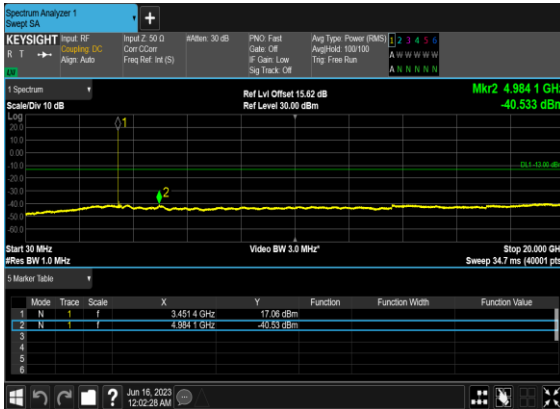 Spectrum Analyzer 1
Swept SA
+
KEYSIGHT Input: RF Input Z: 50 Ω #Atten: 30 dB PNO: Fast Avg Type: Power (RMS) 1 2 3 4 5 6
R T Coupling: DC Corr CCorr Gate: Off Avg|Hold: 100/100 A W W W W W
Align: Auto Freq Ref: Int (S) IF Gain: Low Trig: Free Run
Sig Track: Off A N N N N N
1 Spectrum
Ref Lvl Offset 15.62 dB Mkr2 4.984 1 GHz
Scale/Div 10 dB Ref Level 30.00 dBm -40.533 dBm
Log
20.0
10.0
0.00
-10.0
-20.0
-30.0
-40.0
-50.0
-60.0
1
2
DL1 -13.00 dBm
Start 30 MHz Video BW 3.0 MHz* Stop 20.000 GHz
#Res BW 1.0 MHz Sweep 34.7 ms (40001 pts)
5 Marker Table
Mode Trace Scale X Y Function Function Width Function Value
1 N 1 f 3.451 4 GHz 17.06 dBm
2 N 1 f 4.984 1 GHz -40.53 dBm
3
4
5
6
? Jun 16, 2023
12:02:28 AM